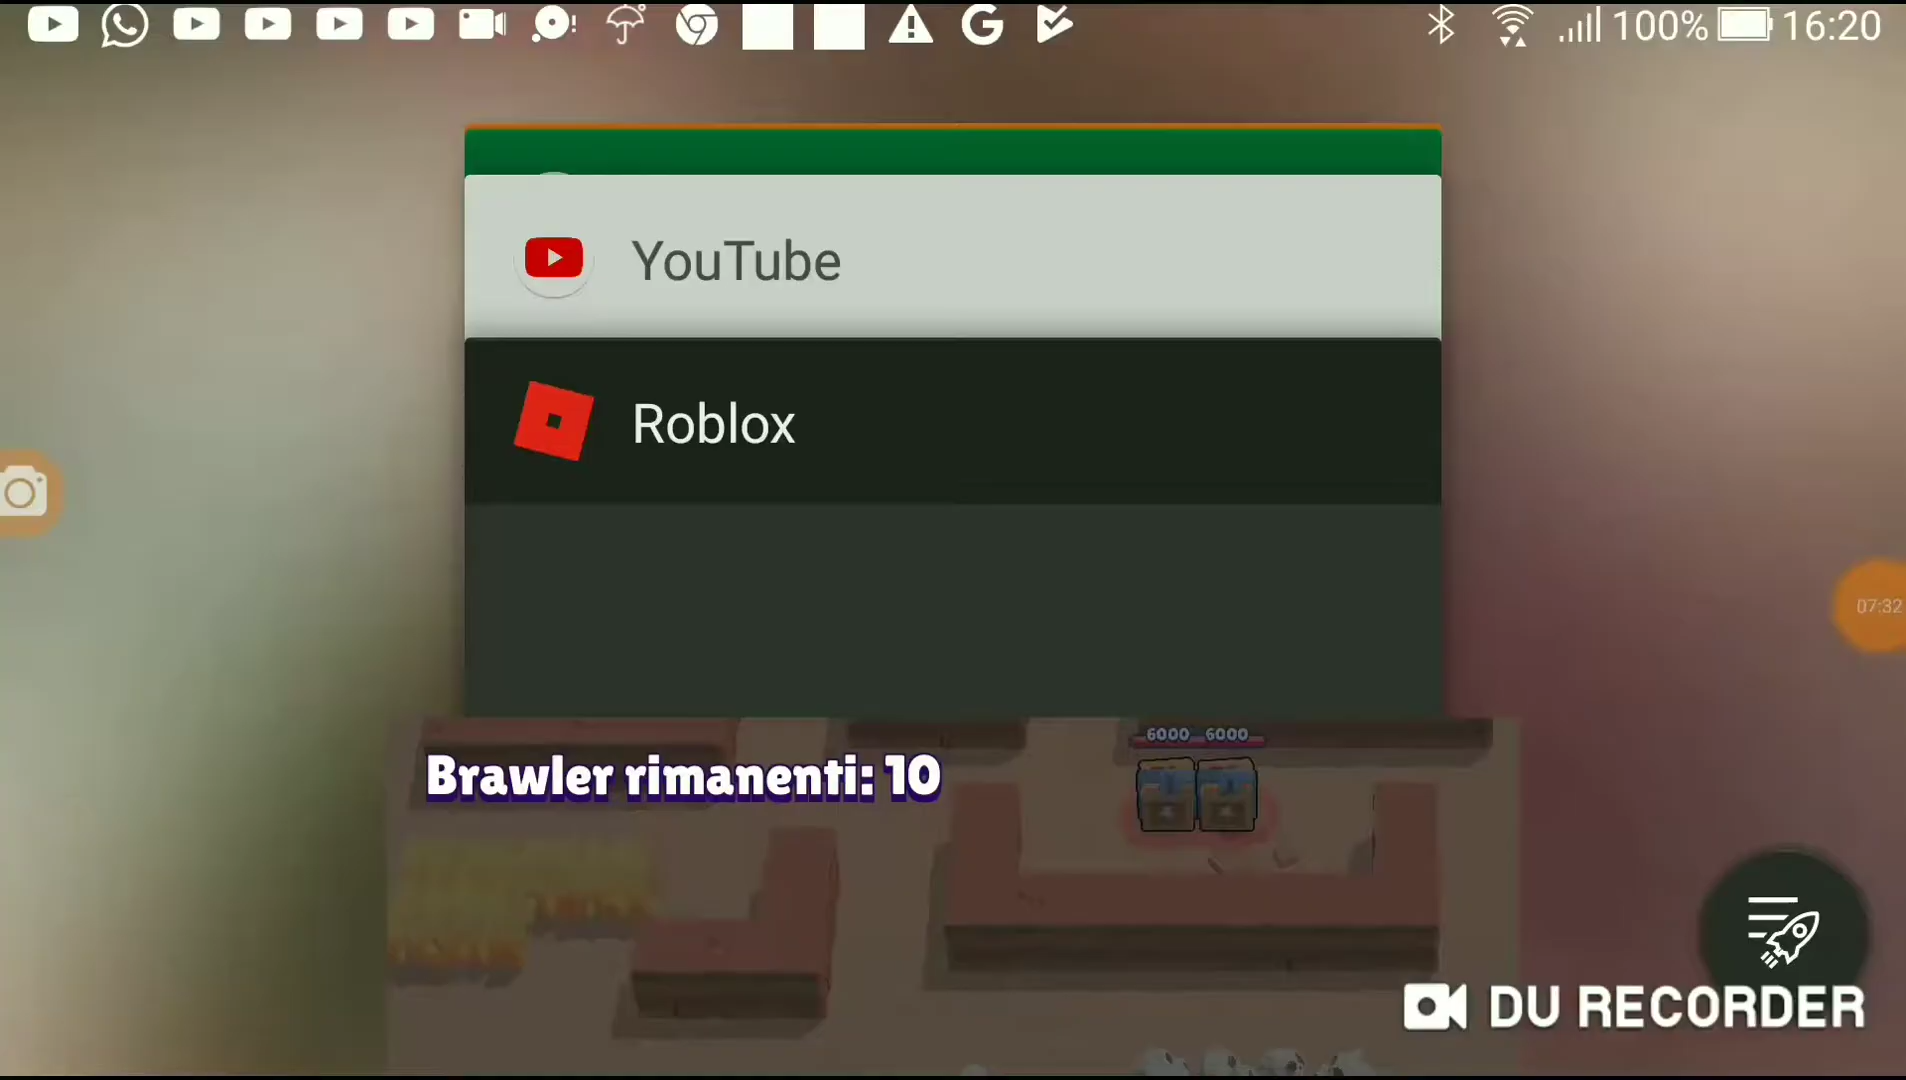 100% 16:20
YouTube
Roblox
07:32
6000 6000
Brawler rimanenti: 10
DU RECORDER